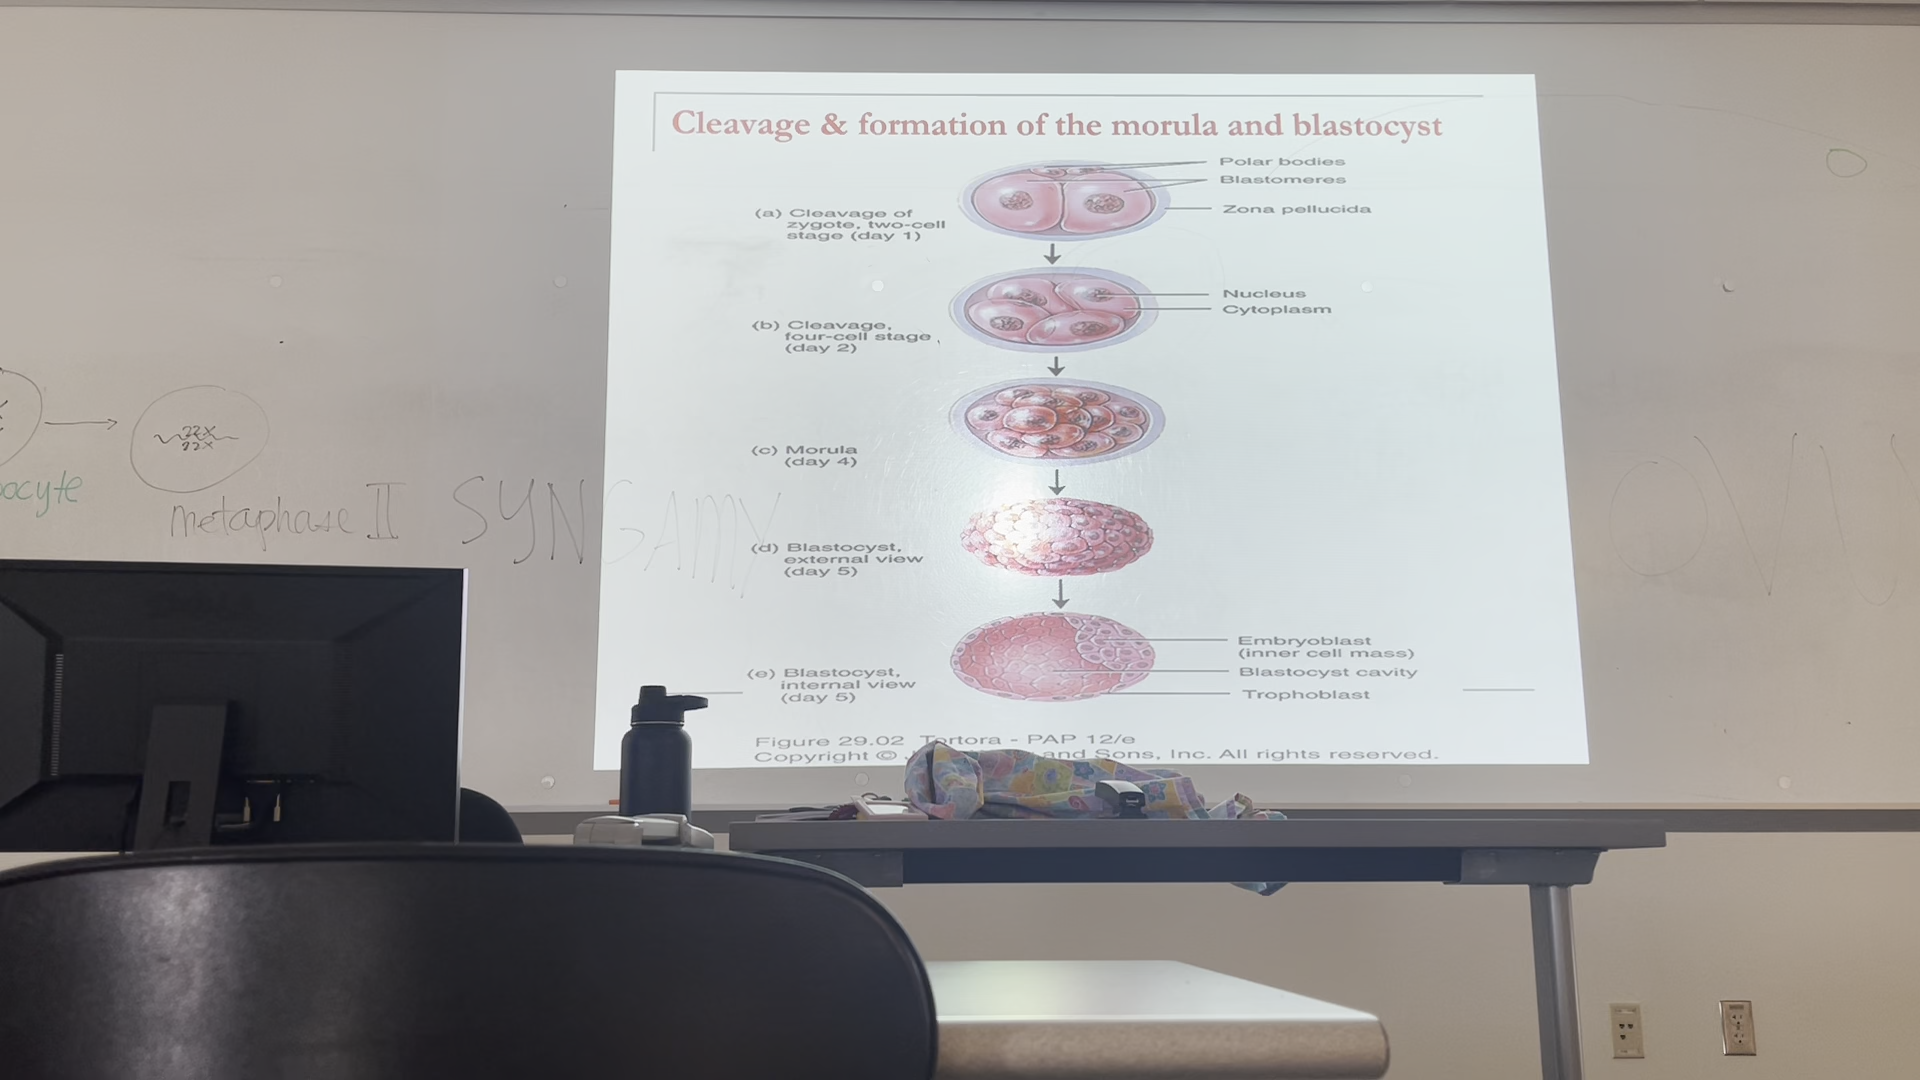 Cleavage & formation of the morula and blastocyst
Polar bodies
Blastomeres
Zona pellucida
(a) Cleavage of
zygote, two-cell
stage (day 1)
Nucleus
Cytoplasm
(b) Cleavage,
four-cell stage
(day 2)
(c) Morula
(day 4)
(d) Blastocyst,
external view
(day 5)
Embryoblast
(inner cell mass)
Blastocyst cavity
Trophoblast
(e) Blastocyst,
internal view
(day 5)
Figure 29.02 Tortora - PAP 12/e
Copyright © and Sons, Inc. All rights reserved.
22X
22X
ocyte
metaphase II
SYNGAMY